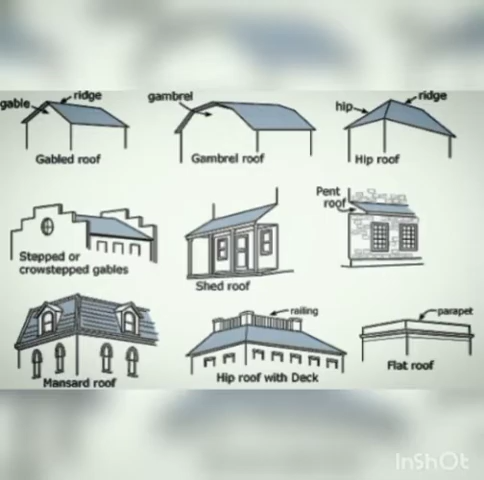 gable
ridge
Gabled roof
gambrel
Gambrel roof
hip
ridge
Hip roof
Stepped or
crowstepped gables
Shed roof
Pent
roof
Mansard roof
railing
Hip roof with Deck
parapet
Flat roof
InShOt